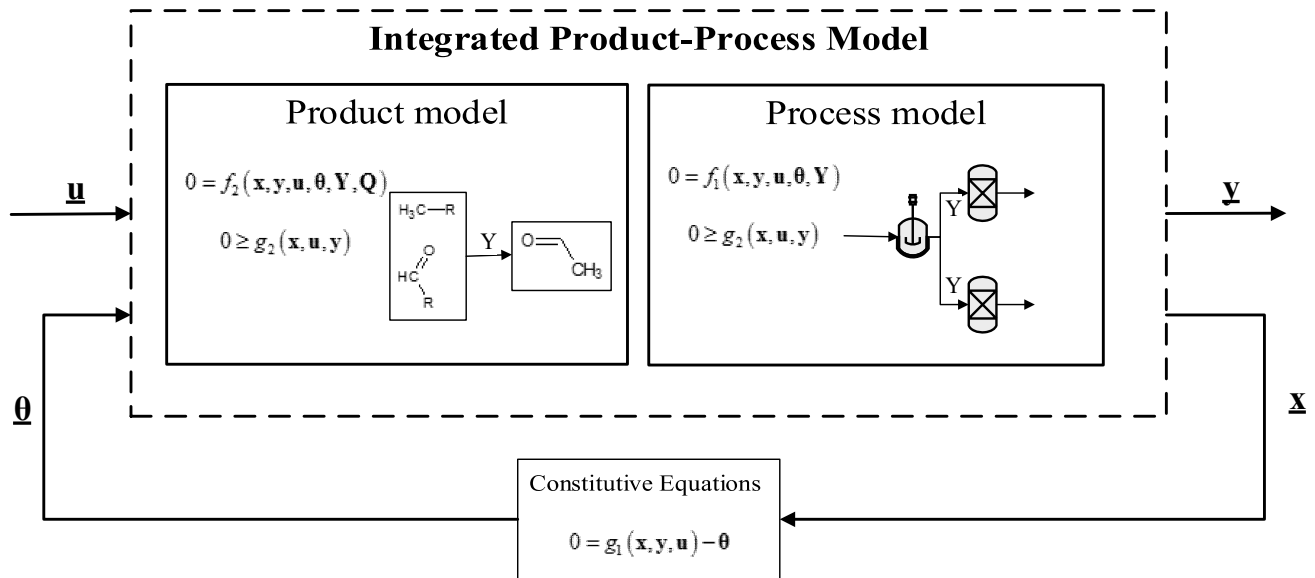 Integrated Product-Process Model
Product model
0 = f₂(x, y, u, θ, Y, Q)
0 ≥ g₂(x, u, y)
H₃C—R
O
HC
R
Y
O
CH₃
Process model
0 = f₁(x, y, u, θ, Y)
0 ≥ g₂(x, u, y)
Y
Y
u
y
θ
x
Constitutive Equations
0 = g₁(x, y, u) − θ